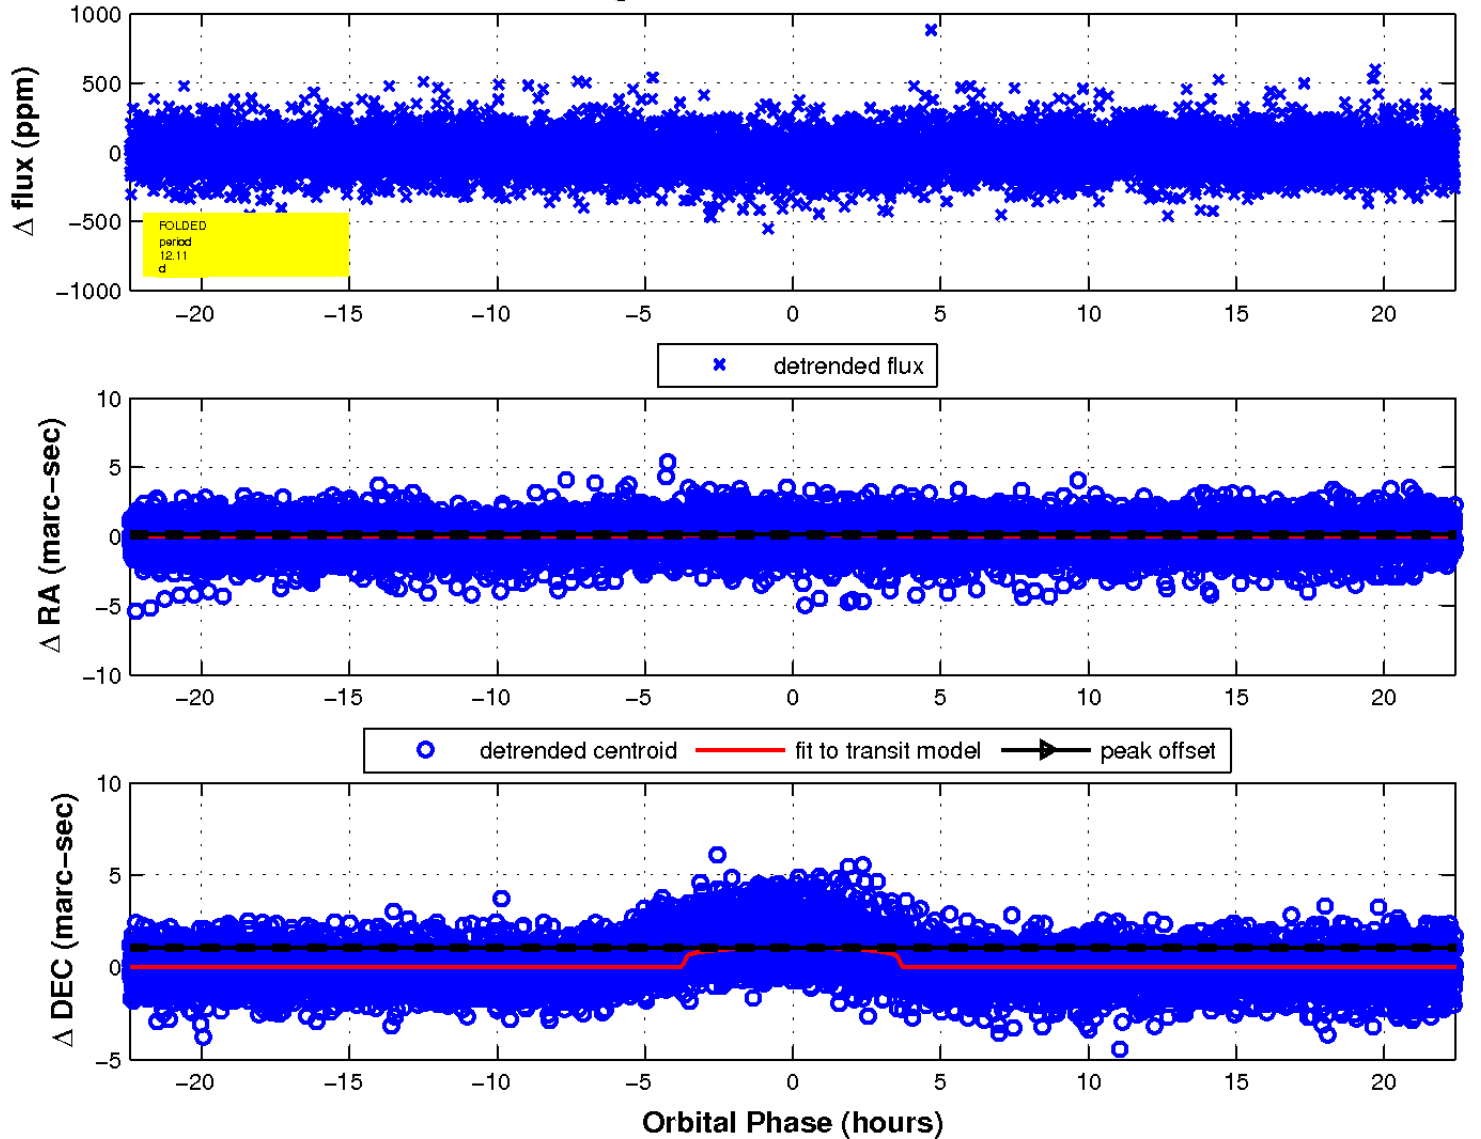 1000
500
0
−500
−1000
Δ flux (ppm)
FOLDED
period
12.11
d
−20 −15 −10 −5 0 5 10 15 20
detrended flux
10
5
0
−5
−10
Δ RA (marc−sec)
−20 −15 −10 −5 0 5 10 15 20
detrended centroid fit to transit model peak offset
10
5
0
−5
Δ DEC (marc−sec)
−20 −15 −10 −5 0 5 10 15 20
Orbital Phase (hours)